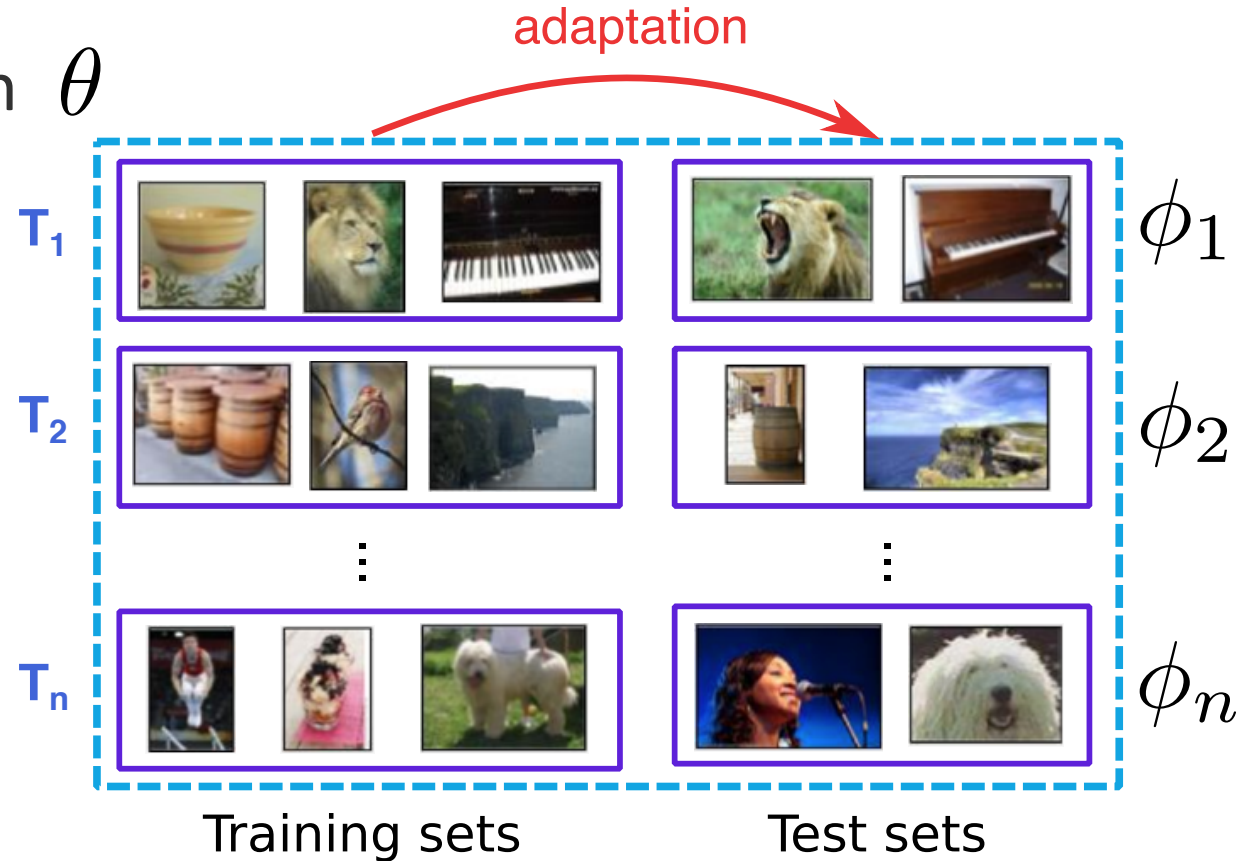 adaptation
n θ
T₁
ϕ₁
T₂
ϕ₂
⋮ ⋮
Tₙ
ϕₙ
Training sets Test sets